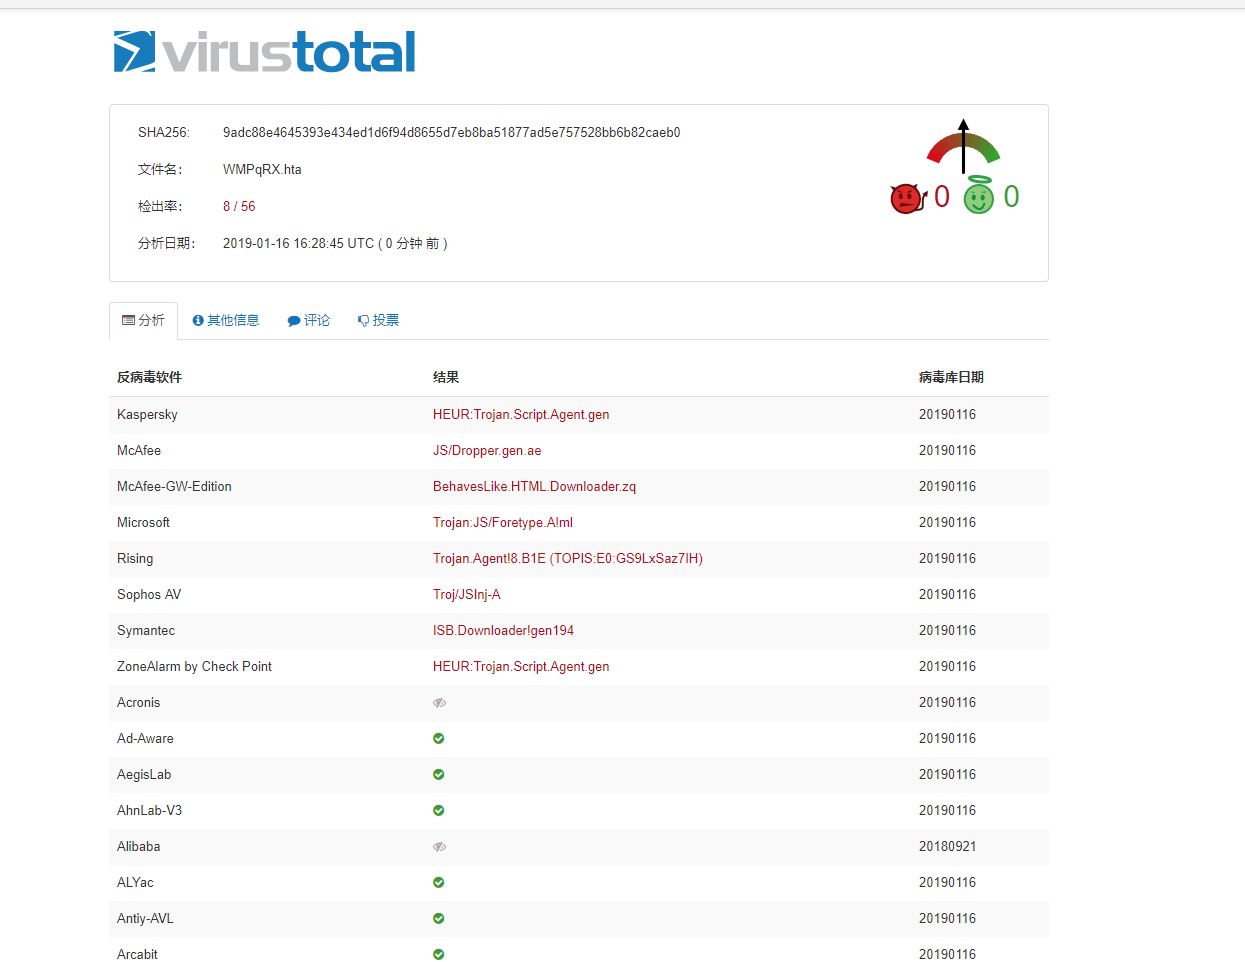 virustotal
SHA256: 9adc88e4645393e434ed1d6f94d8655d7eb8ba51877ad5e757528bb6b82caeb0
文件名： WMPqRX.hta
检出率： 8 / 56
分析日期： 2019-01-16 16:28:45 UTC ( 0 分钟 前 )
0 0
分析 其他信息 评论 投票
反病毒软件 结果 病毒库日期
Kaspersky HEUR:Trojan.Script.Agent.gen 20190116
McAfee JS/Dropper.gen.ae 20190116
McAfee-GW-Edition BehavesLike.HTML.Downloader.zq 20190116
Microsoft Trojan:JS/Foretype.A!ml 20190116
Rising Trojan.Agent!8.B1E (TOPIS:E0:GS9LxSaz7IH) 20190116
Sophos AV Troj/JSInj-A 20190116
Symantec ISB.Downloader!gen194 20190116
ZoneAlarm by Check Point HEUR:Trojan.Script.Agent.gen 20190116
Acronis 20190116
Ad-Aware 20190116
AegisLab 20190116
AhnLab-V3 20190116
Alibaba 20180921
ALYac 20190116
Antiy-AVL 20190116
Arcabit 20190116